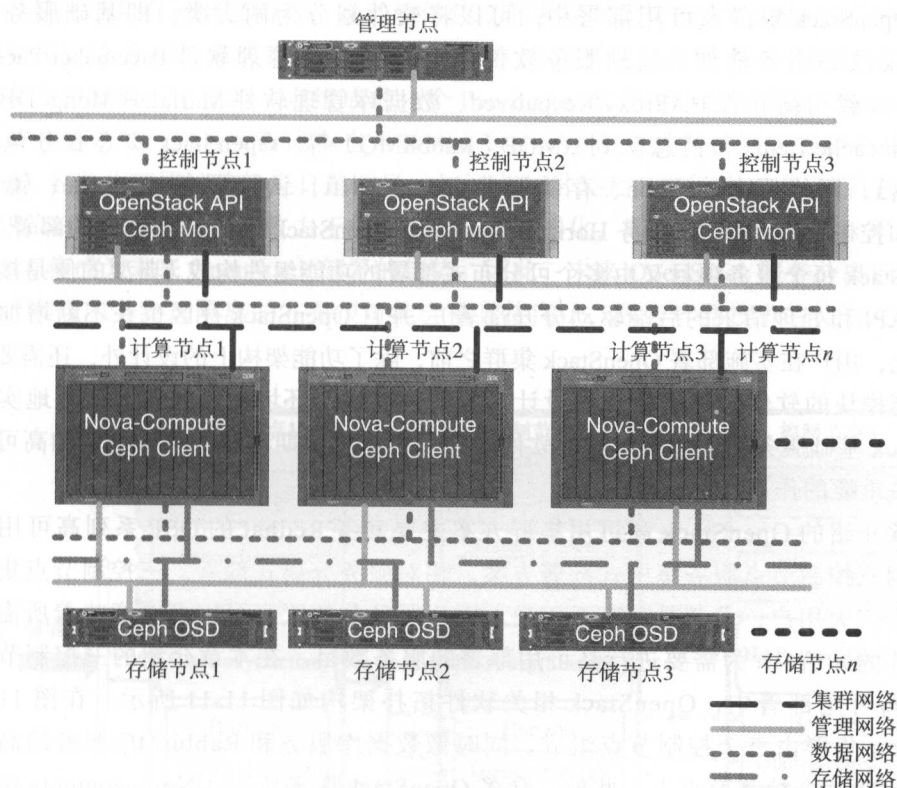 管理节点
控制节点1
控制节点2
控制节点3
OpenStack API
Ceph Mon
OpenStack API
Ceph Mon
OpenStack API
Ceph Mon
计算节点1
计算节点2
计算节点3
计算节点n
Nova-Compute
Ceph Client
Nova-Compute
Ceph Client
Nova-Compute
Ceph Client
Ceph OSD
Ceph OSD
Ceph OSD
存储节点1
存储节点2
存储节点3
存储节点n
集群网络
管理网络
数据网络
存储网络